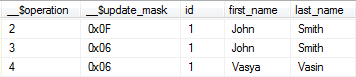 __$operation __$update_mask id first_name last_name
2 0x0F 1 John Smith
3 0x06 1 John Smith
4 0x06 1 Vasya Vasin